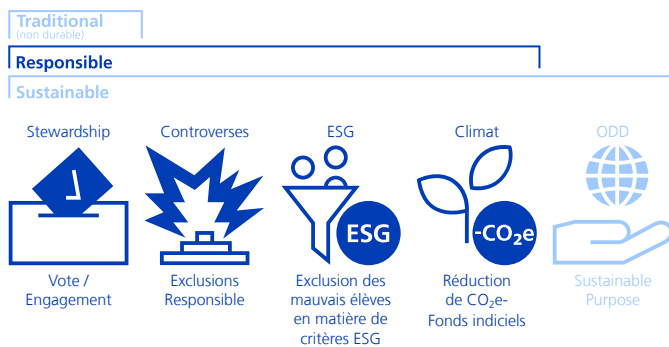 Traditional
(non durable)
Responsible
Sustainable
Stewardship
Controverses
ESG
Climat
ODD
ESG
-CO₂e
Vote /
Engagement
Exclusions
Responsible
Exclusion des
mauvais élèves
en matière de
critères ESG
Réduction
de CO₂e-
Fonds indiciels
Sustainable
Purpose